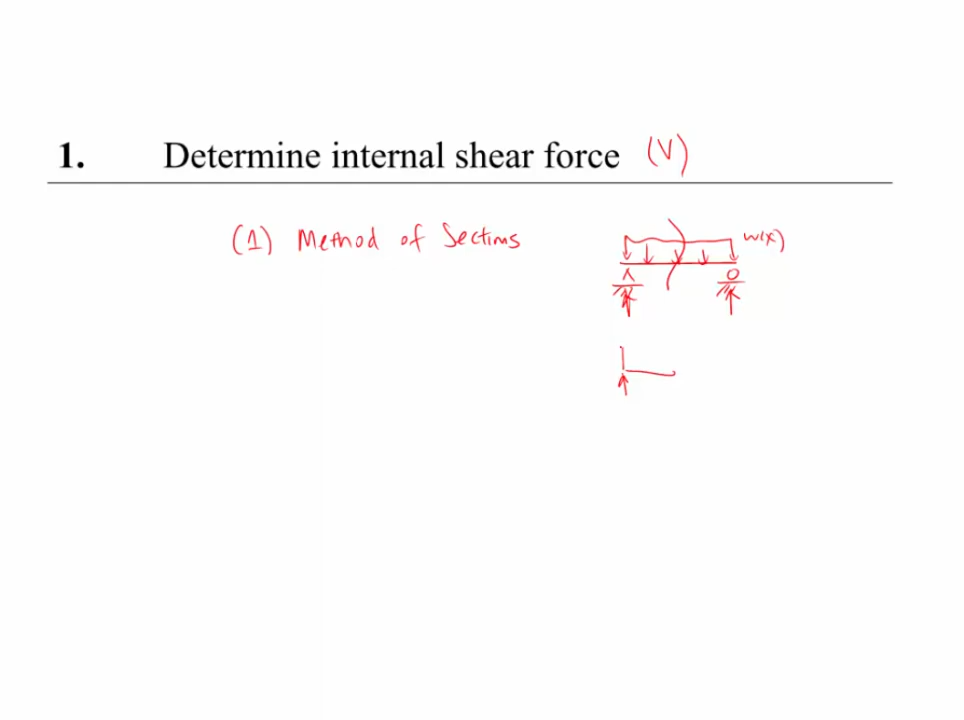 1. Determine internal shear force (V)
(1) Method of Sections
w(x)